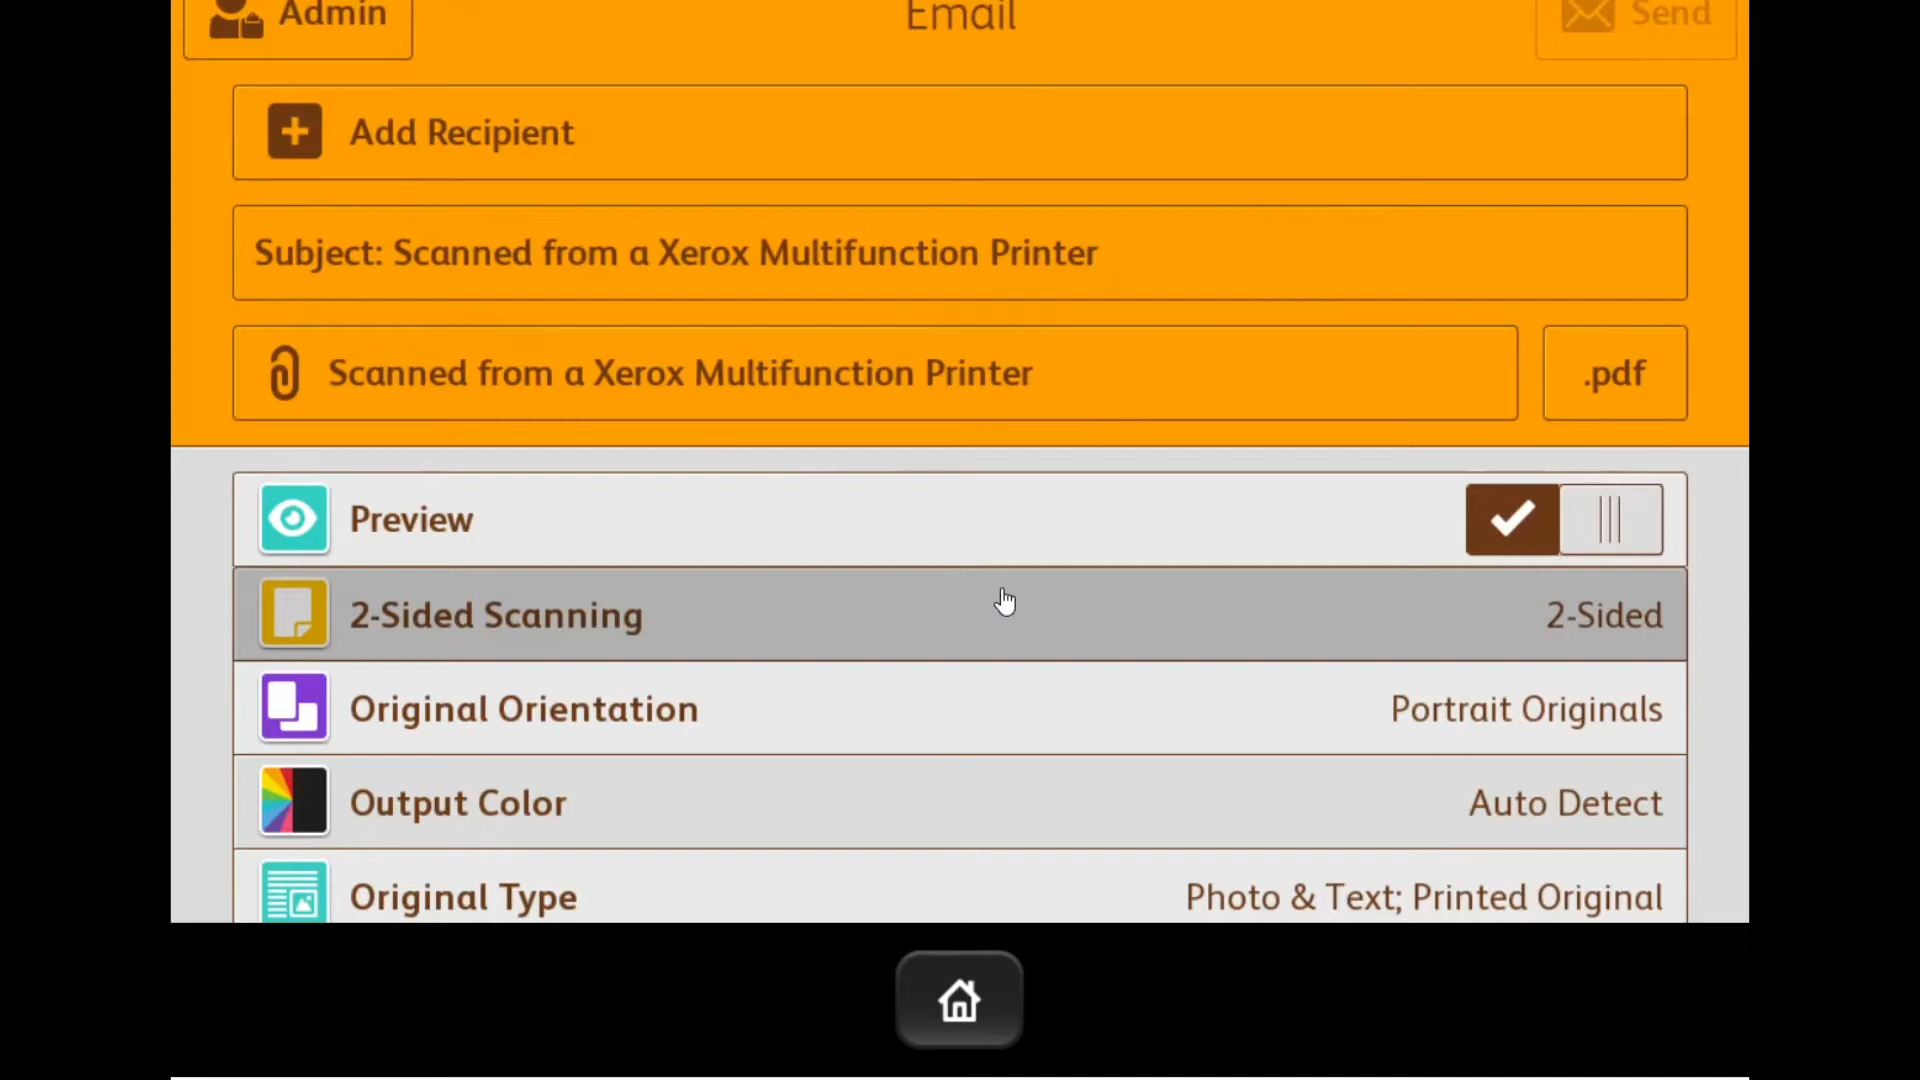 Admin
Email
Send
Add Recipient
Subject: Scanned from a Xerox Multifunction Printer
Scanned from a Xerox Multifunction Printer
.pdf
Preview
2-Sided Scanning
2-Sided
Original Orientation
Portrait Originals
Output Color
Auto Detect
Original Type
Photo & Text; Printed Original